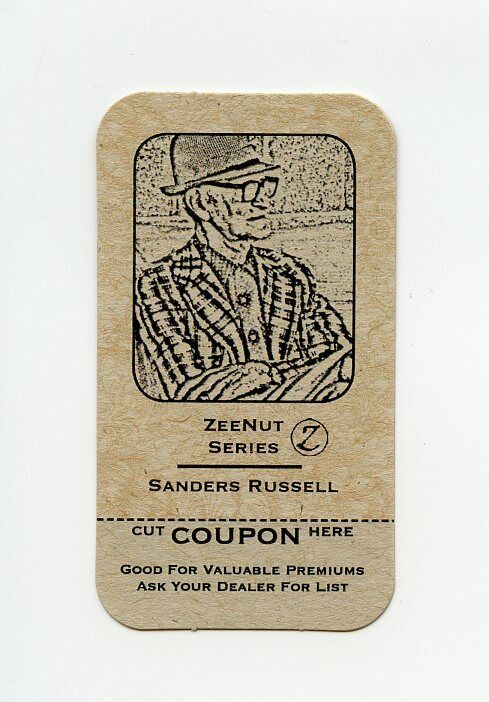 ZEENUT
SERIES Z
SANDERS RUSSELL
CUT COUPON HERE
GOOD FOR VALUABLE PREMIUMS
ASK YOUR DEALER FOR LIST